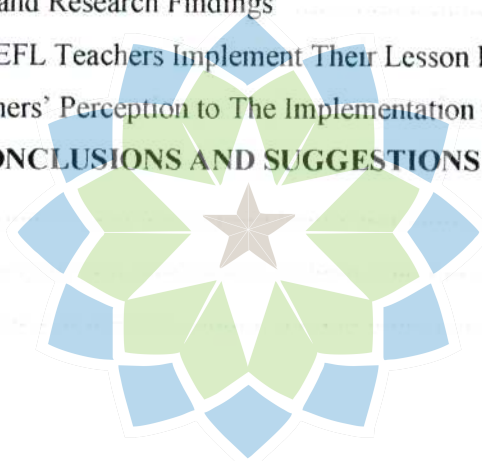 and Research Findings
EFL Teachers Implement Their Lesson
hers' Perception to The Implementation
ONCLUSIONS AND SUGGESTIONS